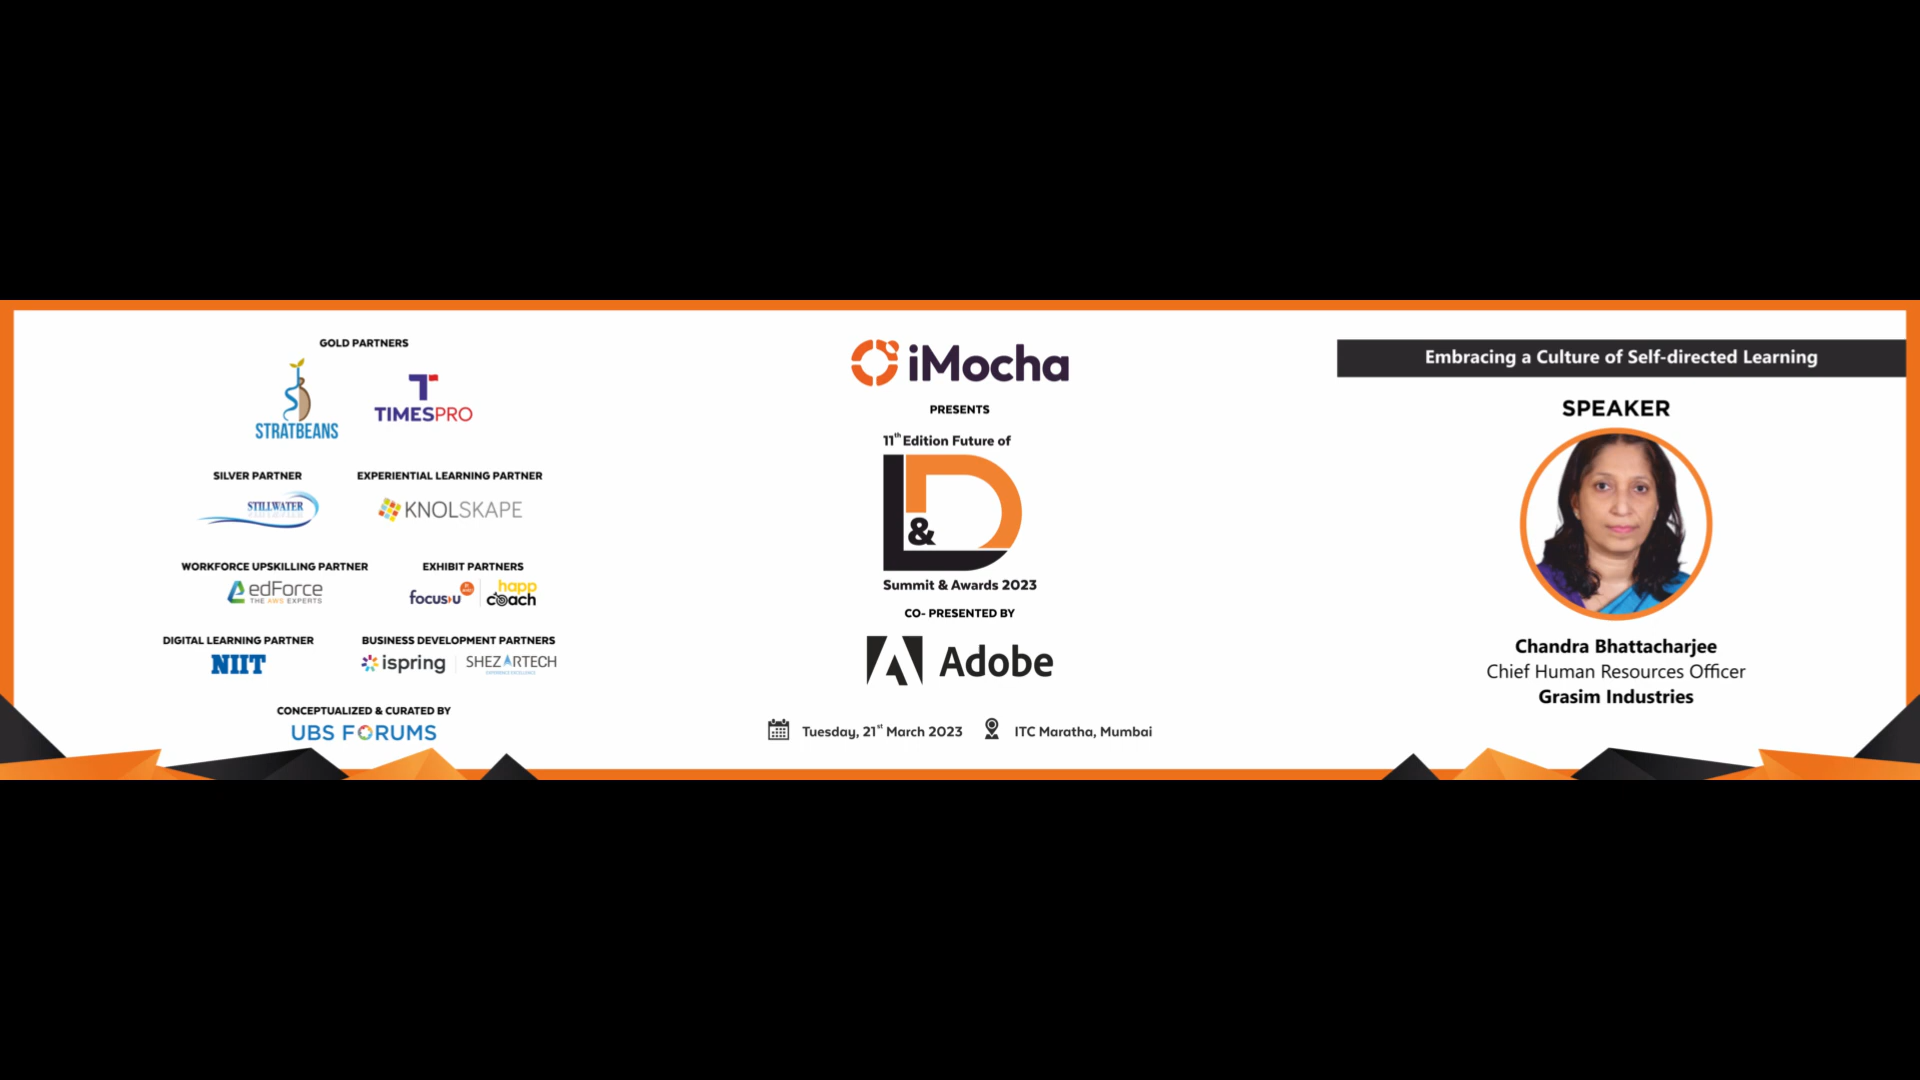 GOLD PARTNERS
STRATBEANS
TIMESPRO
SILVER PARTNER
STILLWATER
EXPERIENTIAL LEARNING PARTNER
KNOLSKAPE
WORKFORCE UPSKILLING PARTNER
edForce
THE AWS EXPERTS
EXHIBIT PARTNERS
focusu
happ
coach
DIGITAL LEARNING PARTNER
NIIT
BUSINESS DEVELOPMENT PARTNERS
ispring
SHEZARTECH
EXPERIENCE EXCELLENCE
CONCEPTUALIZED & CURATED BY
UBS FORUMS
iMocha
PRESENTS
11th Edition Future of
L&D
Summit & Awards 2023
CO- PRESENTED BY
Adobe
Tuesday, 21st March 2023 ITC Maratha, Mumbai
Embracing a Culture of Self-directed Learning
SPEAKER
Chandra Bhattacharjee
Chief Human Resources Officer
Grasim Industries